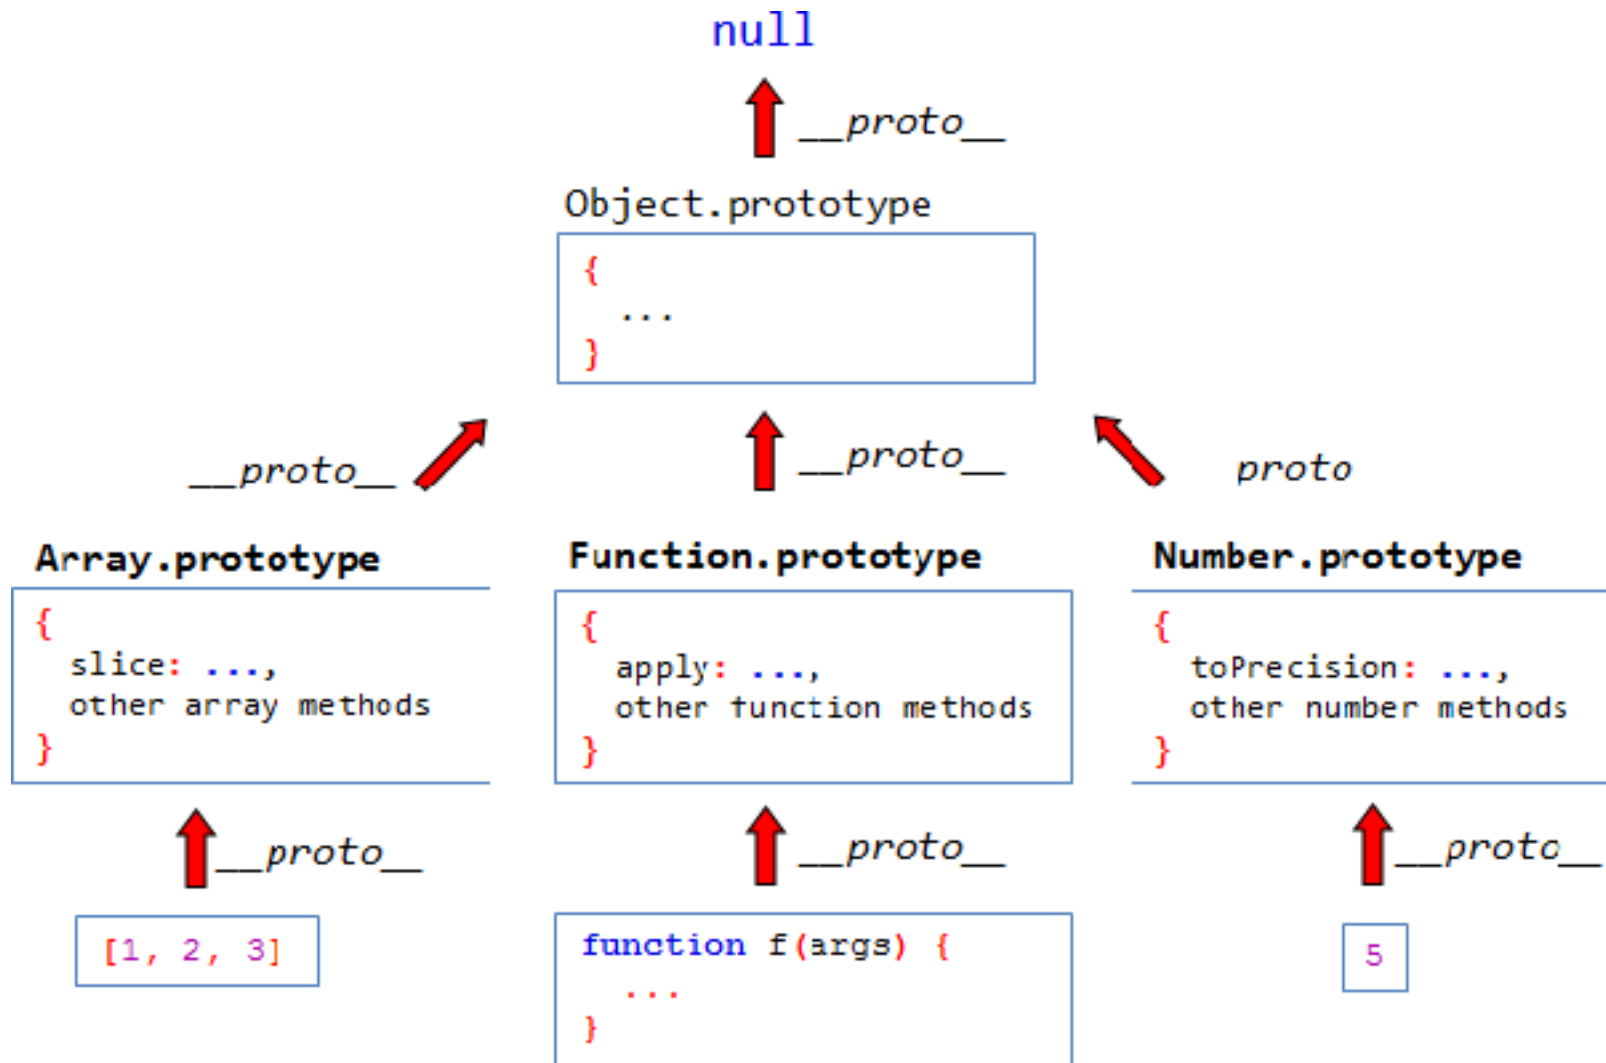 null
__proto__
Object.prototype
{
...
}
__proto__
__proto__
proto
Array.prototype
{
slice: ...,
other array methods
}
Function.prototype
{
apply: ...,
other function methods
}
Number.prototype
{
toPrecision: ...,
other number methods
}
__proto__
__proto__
__proto__
[1, 2, 3]
function f(args) {
...
}
5